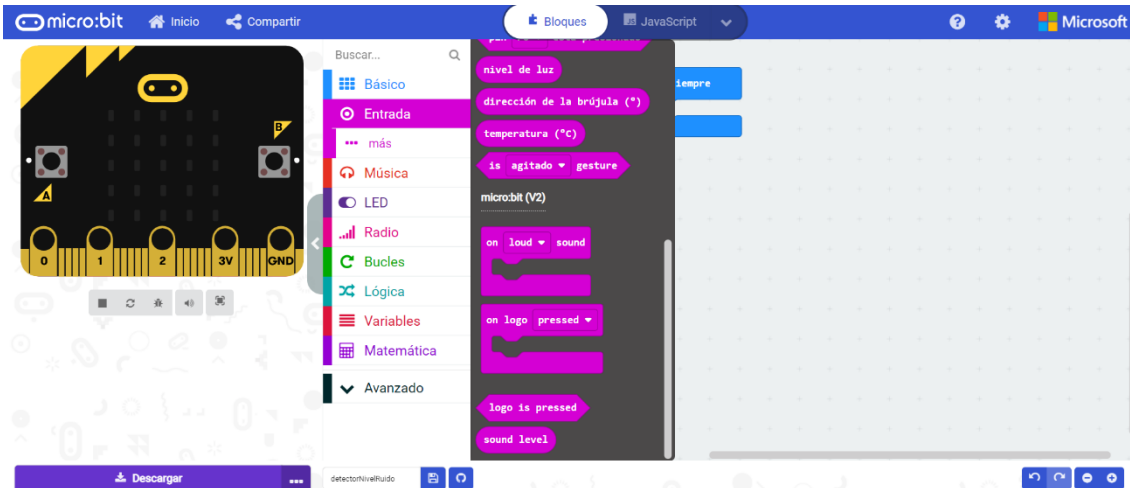 micro:bit
Inicio
Compartir
Bloques
JavaScript
Microsoft
B
A
0 1 2 3V GND
Buscar...
Básico
Entrada
más
Música
LED
Radio
Bucles
Lógica
Variables
Matemática
Avanzado
nivel de luz
dirección de la brújula (°)
temperatura (°C)
is agitado gesture
micro:bit (V2)
on loud sound
on logo pressed
logo is pressed
sound level
Descargar
detectorNivelRuido